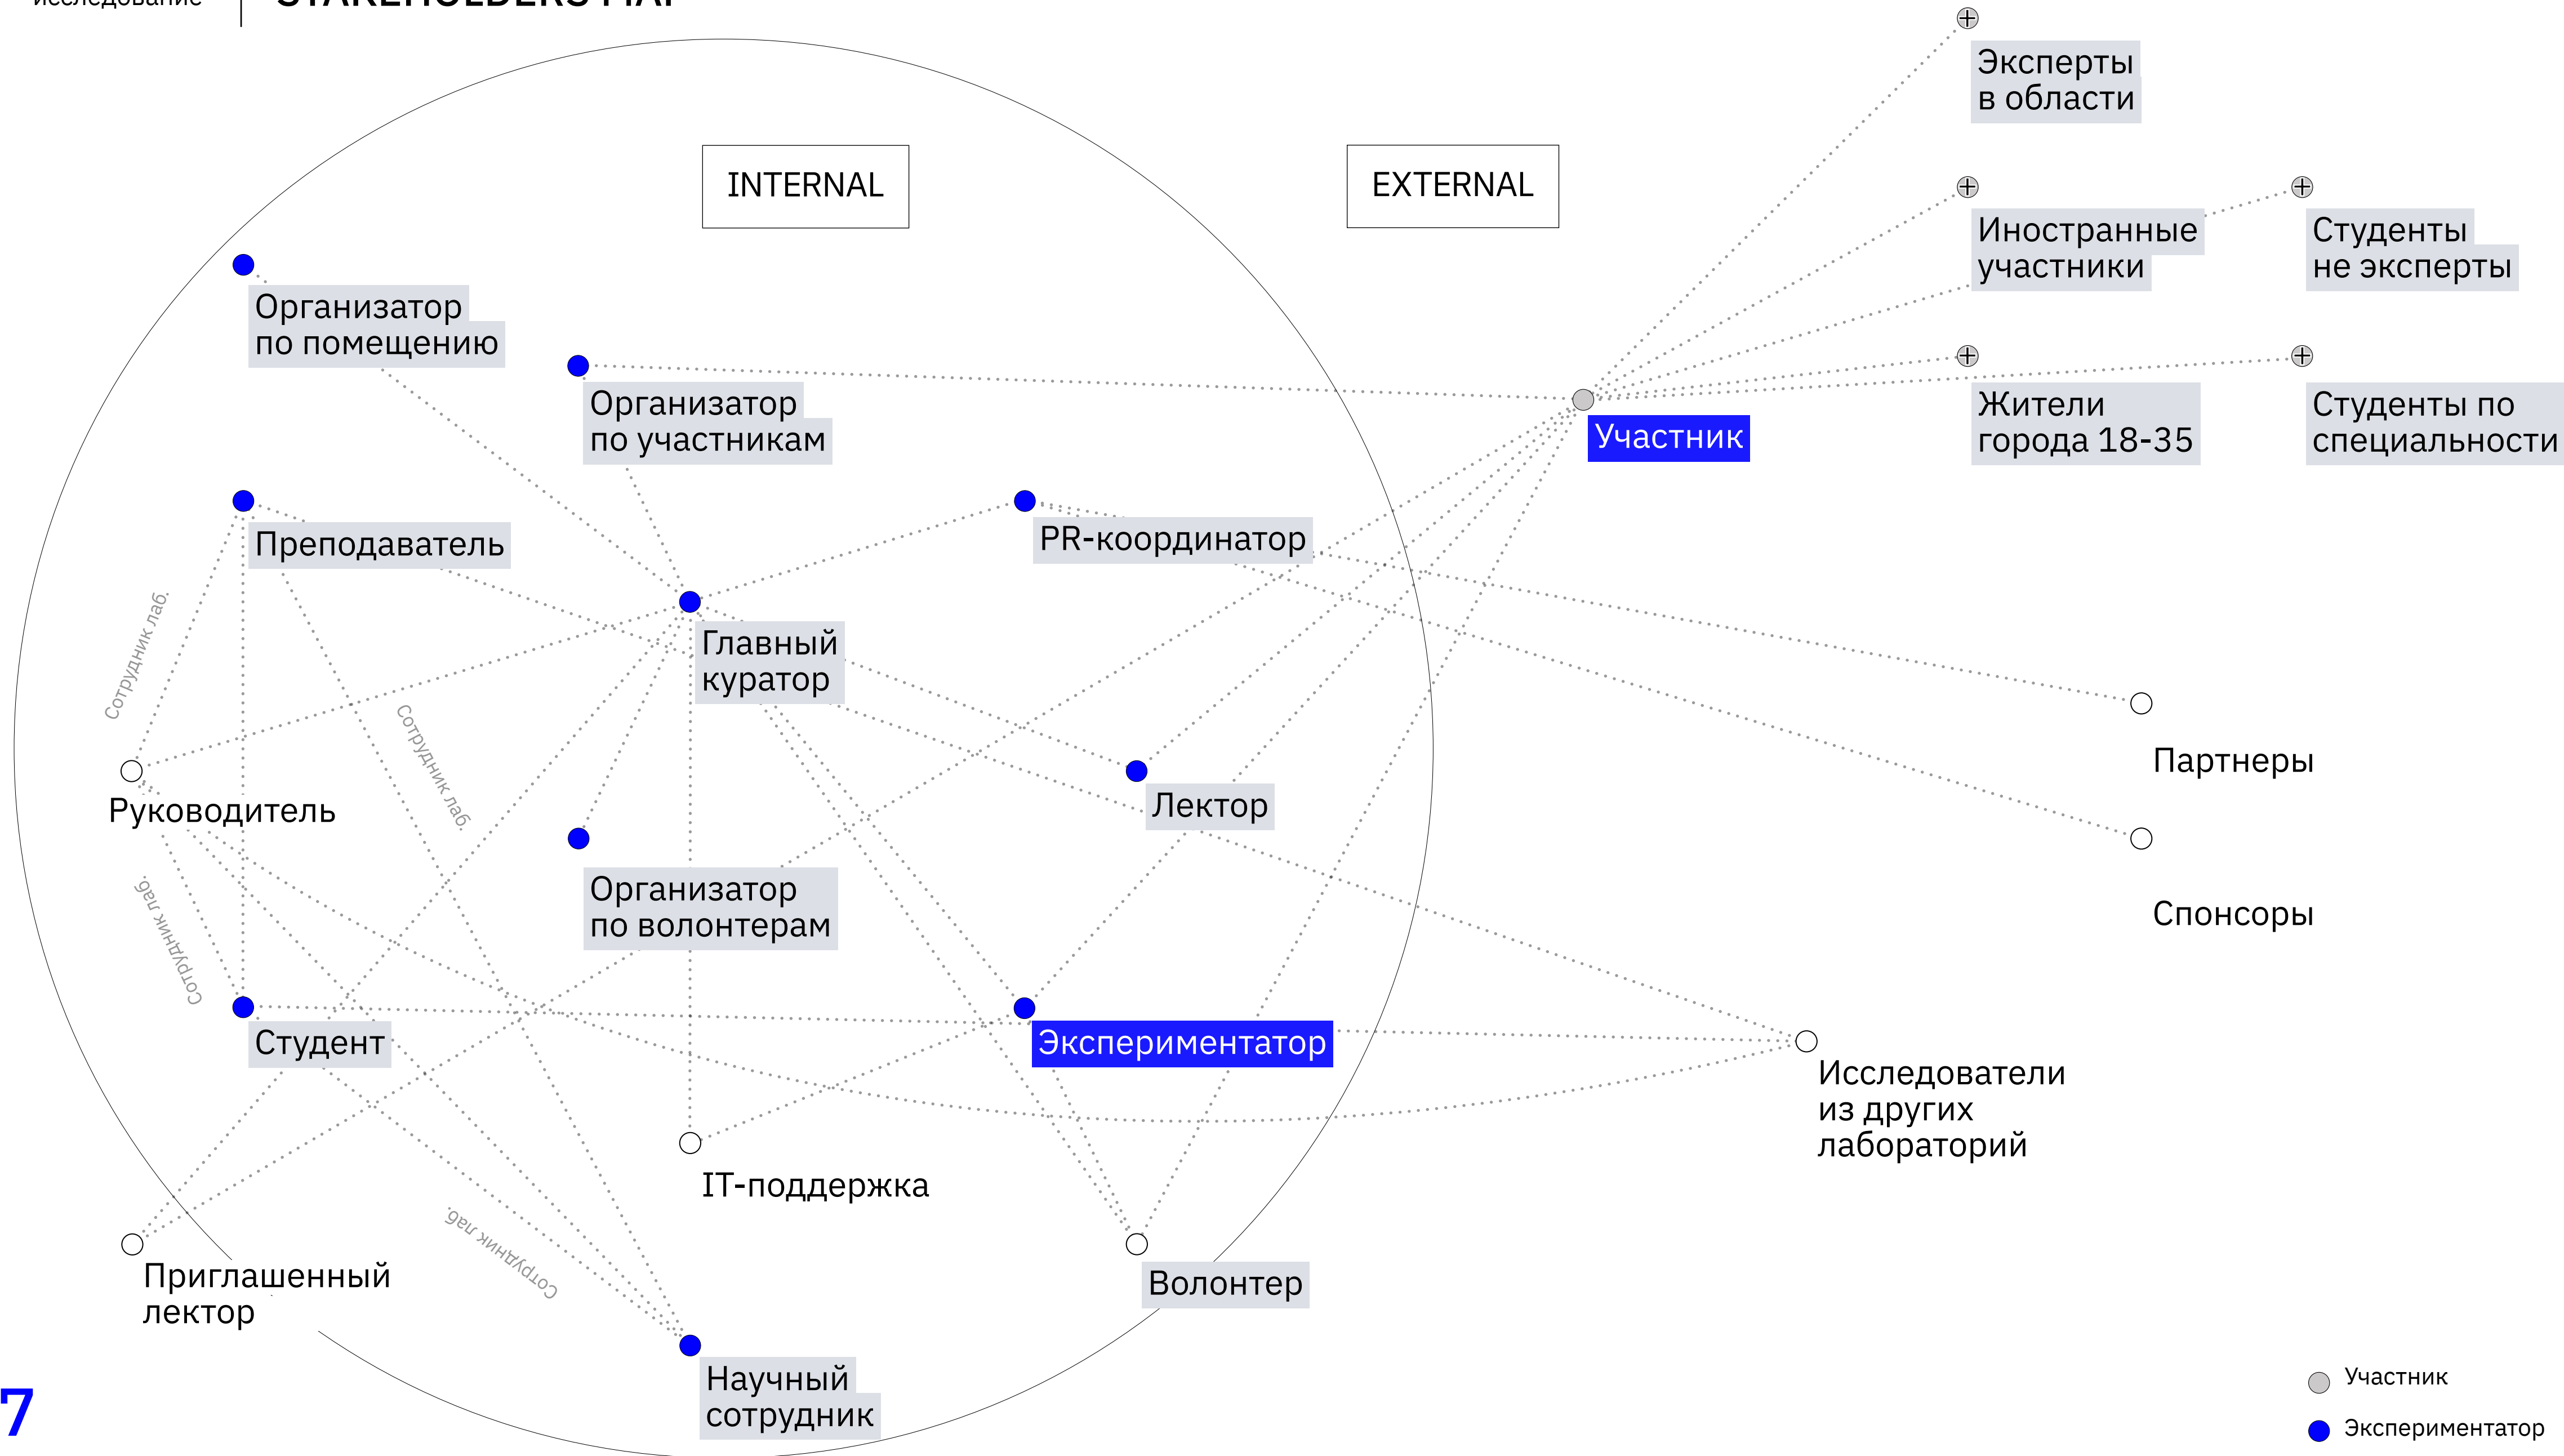 исследование
STAKEHOLDERS MAP
INTERNAL
EXTERNAL
Эксперты
в области
Иностранные
участники
Студенты
не эксперты
Организатор
по помещению
Организатор
по участникам
Участник
Жители
города 18-35
Студенты по
специальности
Преподаватель
PR-координатор
Сотрудник лаб.
Главный
куратор
Сотрудник лаб.
Партнеры
Руководитель
Лектор
Организатор
по волонтерам
Спонсоры
Сотрудник лаб.
Студент
Экспериментатор
Исследователи
из других
лабораторий
IT-поддержка
Сотрудник лаб.
Приглашенный
лектор
Волонтер
Научный
сотрудник
7
Участник
Экспериментатор